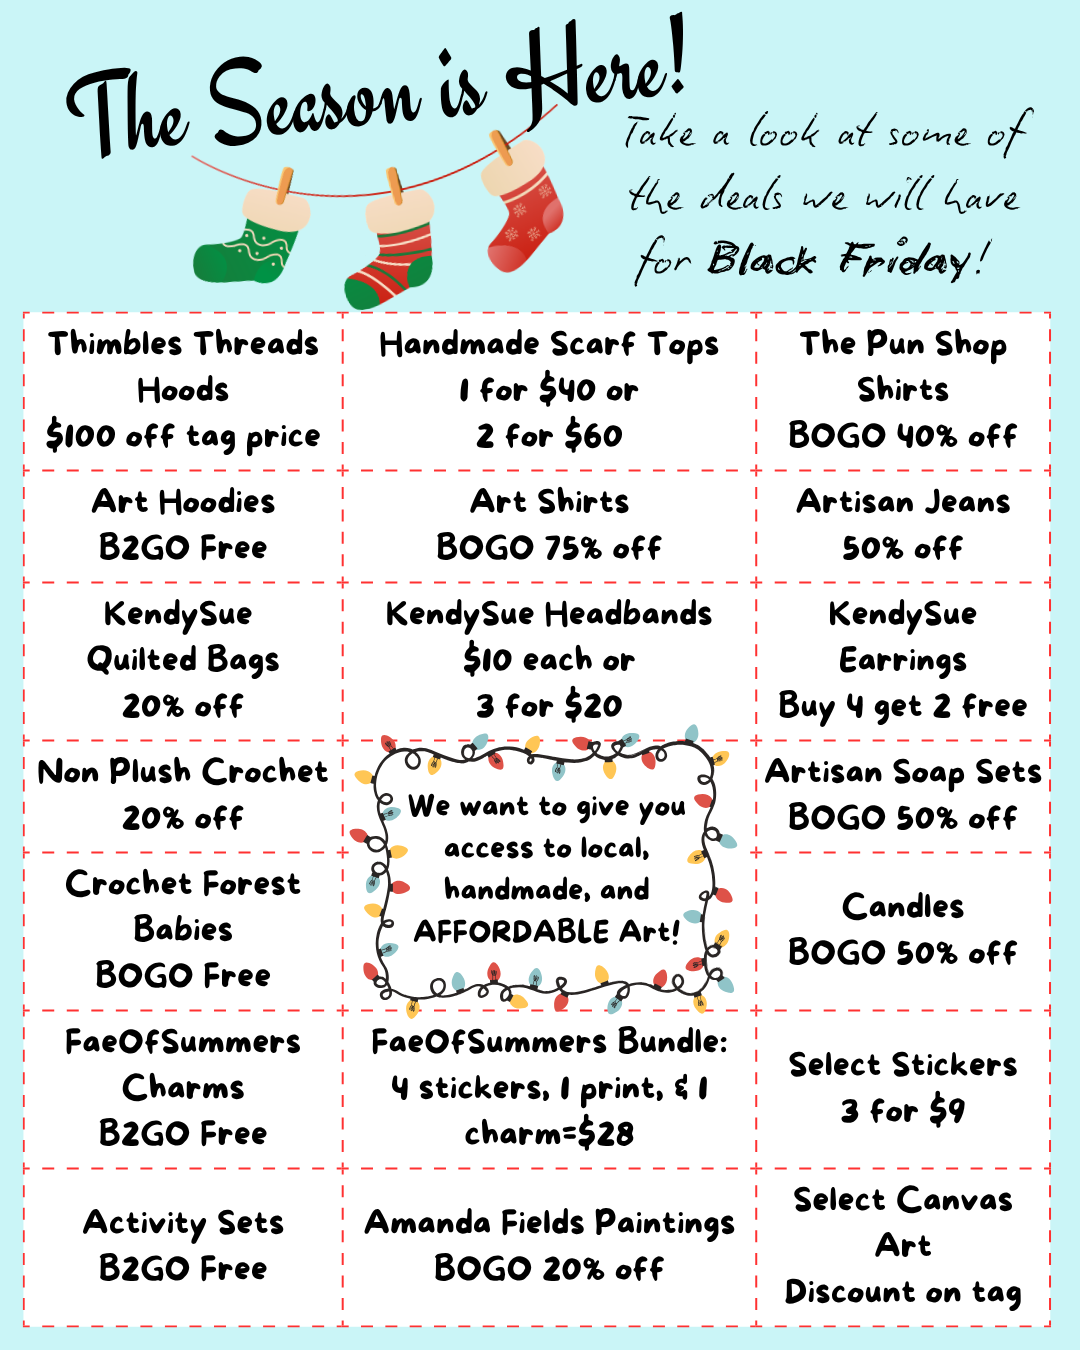 The Season is Here!
Take a look at some of
the deals we will have
for Black Friday!
Thimbles Threads
Hoods
$100 off tag price
Handmade Scarf Tops
1 for $40 or
2 for $60
The Pun Shop
Shirts
BOGO 40% off
Art Hoodies
B2GO Free
Art Shirts
BOGO 75% off
Artisan Jeans
50% off
KendySue
Quilted Bags
20% off
KendySue Headbands
$10 each or
3 for $20
KendySue
Earrings
Buy 4 get 2 free
Non Plush Crochet
20% off
We want to give you
access to local,
handmade, and
AFFORDABLE Art!
Artisan Soap Sets
BOGO 50% off
Crochet Forest
Babies
BOGO Free
Candles
BOGO 50% off
FaeOfSummers
Charms
B2GO Free
FaeOfSummers Bundle:
4 stickers, 1 print, & 1
charm=$28
Select Stickers
3 for $9
Activity Sets
B2GO Free
Amanda Fields Paintings
BOGO 20% off
Select Canvas
Art
Discount on tag